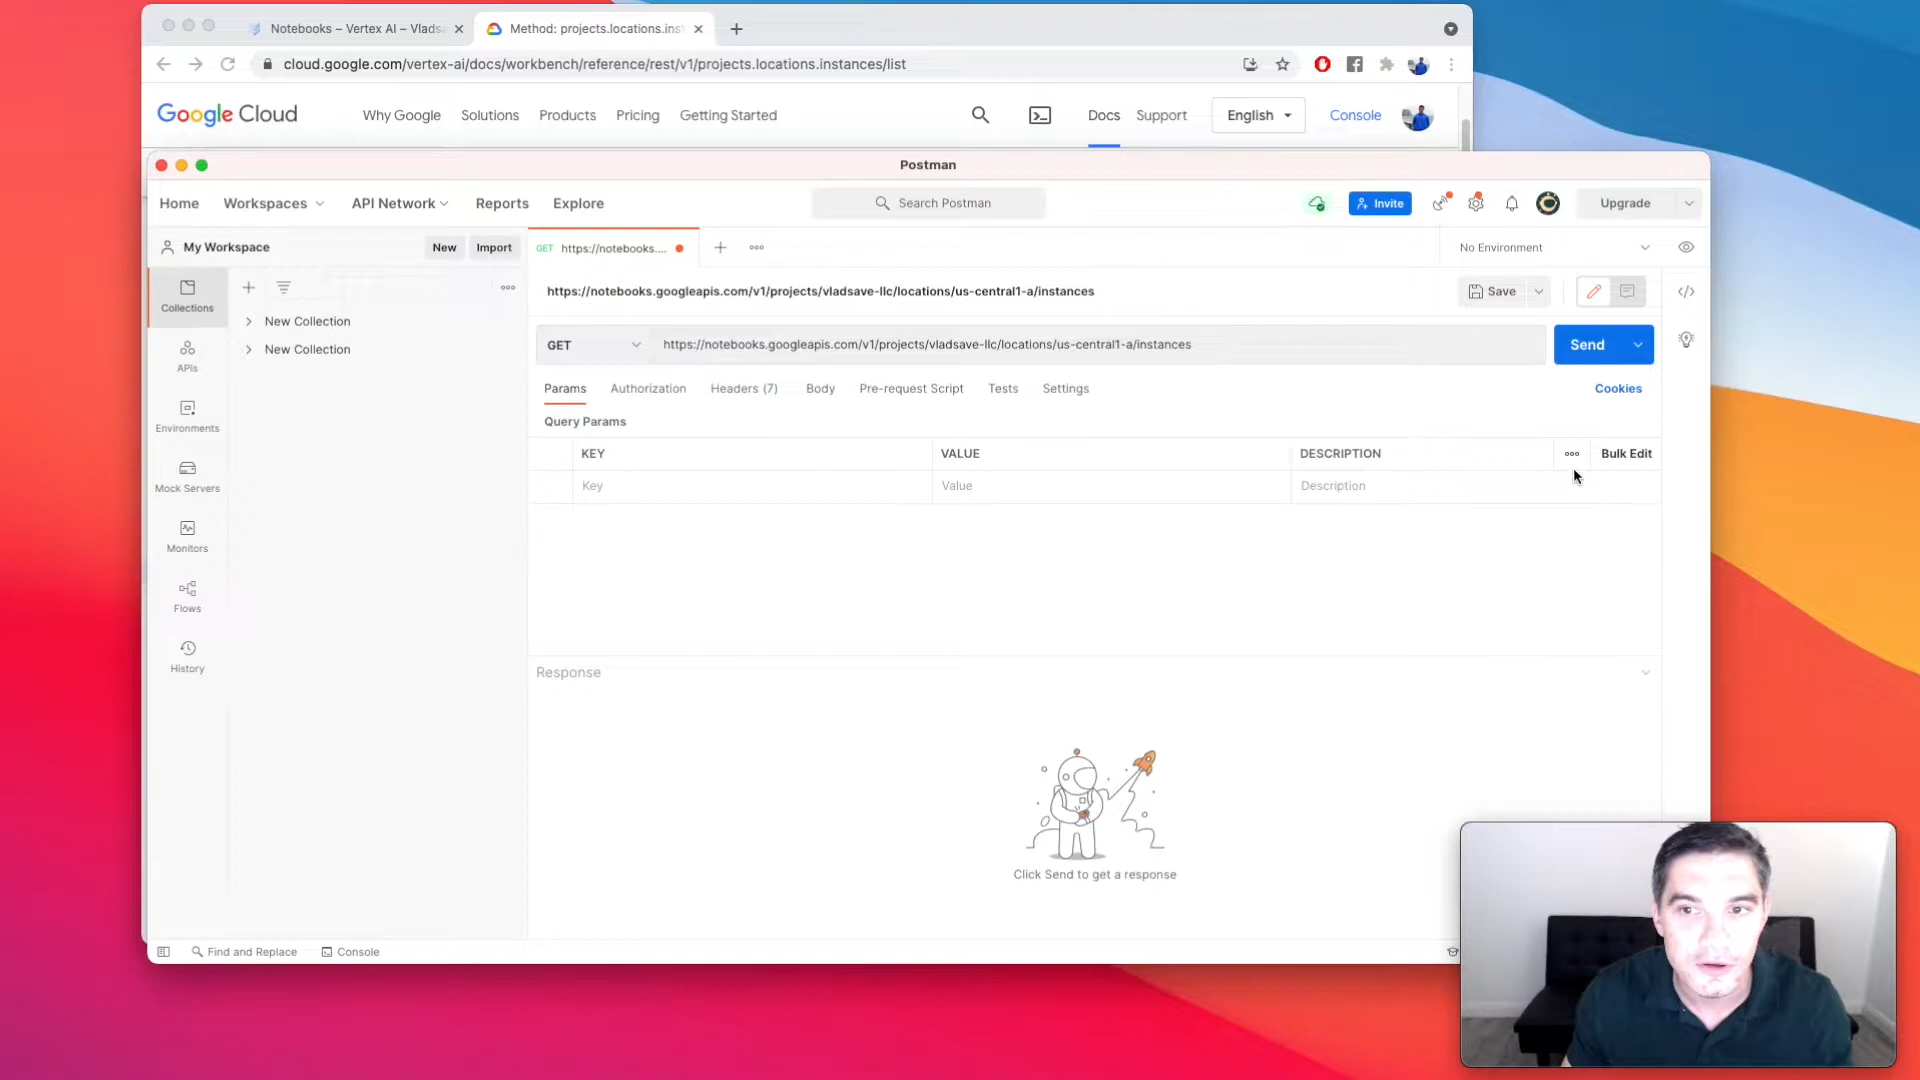 Notebooks – Vertex AI – Vladsa
Method: projects.locations.ins
cloud.google.com/vertex-ai/docs/workbench/reference/rest/v1/projects.locations.instances/list
Google Cloud
Why Google
Solutions
Products
Pricing
Getting Started
Docs
Support
English
Console
Postman
Home
Workspaces
API Network
Reports
Explore
Search Postman
Invite
Upgrade
My Workspace
New
Import
GET https://notebooks....
No Environment
Collections
New Collection
New Collection
APIs
Environments
Mock Servers
Monitors
Flows
History
https://notebooks.googleapis.com/v1/projects/vladsave-llc/locations/us-central1-a/instances
Save
GET
https://notebooks.googleapis.com/v1/projects/vladsave-llc/locations/us-central1-a/instances
Send
Params
Authorization
Headers (7)
Body
Pre-request Script
Tests
Settings
Cookies
Query Params
KEY
VALUE
DESCRIPTION
Bulk Edit
Key
Value
Description
Response
Click Send to get a response
Find and Replace
Console